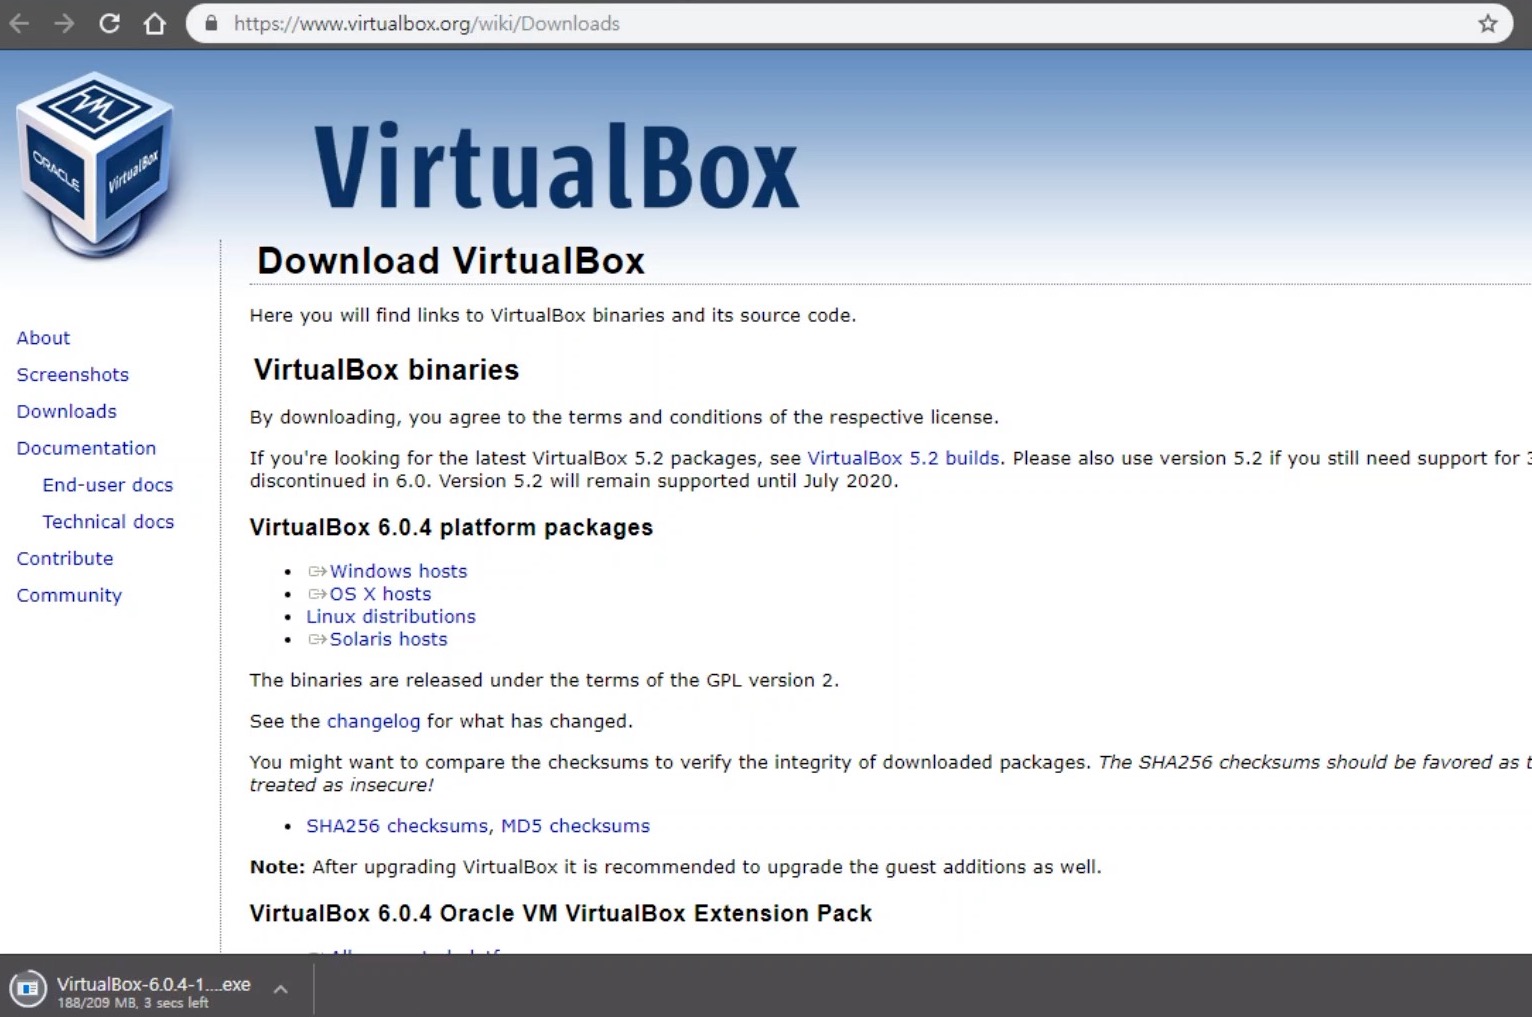 https://www.virtualbox.org/wiki/Downloads
ORACLE
VirtualBox
VirtualBox
Download VirtualBox
Here you will find links to VirtualBox binaries and its source code.
About
Screenshots
Downloads
Documentation
End-user docs
Technical docs
Contribute
Community
VirtualBox binaries
By downloading, you agree to the terms and conditions of the respective license.
If you're looking for the latest VirtualBox 5.2 packages, see VirtualBox 5.2 builds. Please also use version 5.2 if you still need support for
discontinued in 6.0. Version 5.2 will remain supported until July 2020.
VirtualBox 6.0.4 platform packages
• Windows hosts
• OS X hosts
• Linux distributions
• Solaris hosts
The binaries are released under the terms of the GPL version 2.
See the changelog for what has changed.
You might want to compare the checksums to verify the integrity of downloaded packages. The SHA256 checksums should be favored as
treated as insecure!
• SHA256 checksums, MD5 checksums
Note: After upgrading VirtualBox it is recommended to upgrade the guest additions as well.
VirtualBox 6.0.4 Oracle VM VirtualBox Extension Pack
VirtualBox-6.0.4-1....exe
188/209 MB, 3 secs left